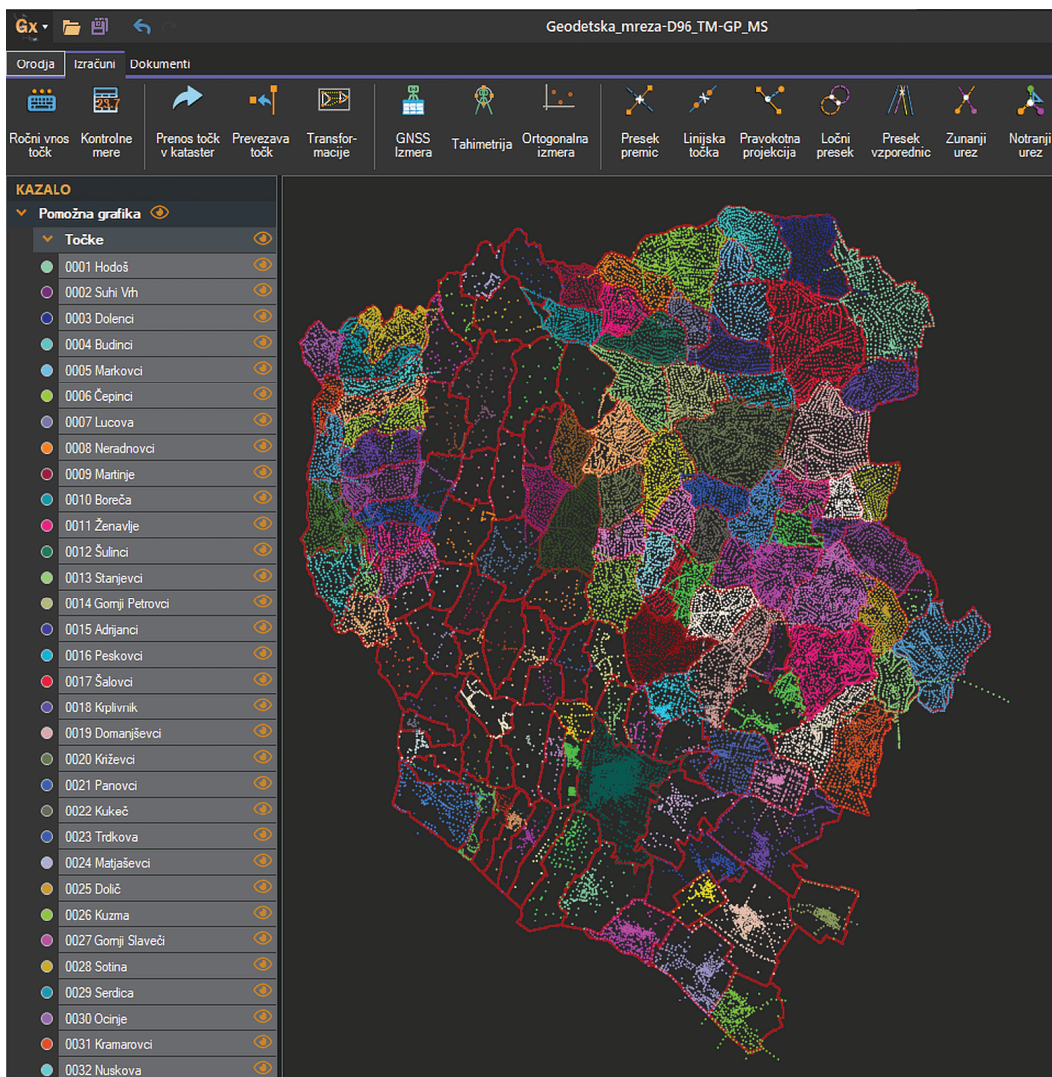 Gx
Geodetska_mreza-D96_TM-GP_MS
Orodja Izračuni Dokumenti
23.7
Ročni vnos točk
Kontrolne mere
Prenos točk v kataster
Prevezava točk
Transfor-macije
GNSS Izmera
Tahimetrija
Ortogonalna izmera
Presek premic
Linijska točka
Pravokotna projekcija
Ločni presek
Presek vzporednic
Zunanji urez
Notranji urez
KAZALO
Pomožna grafika
Točke
0001 Hodoš
0002 Suhi Vrh
0003 Dolenci
0004 Budinci
0005 Markovci
0006 Čepinci
0007 Lucova
0008 Neradnovci
0009 Martinje
0010 Boreča
0011 Ženavlje
0012 Šulinci
0013 Stanjevci
0014 Gornji Petrovci
0015 Adrijanci
0016 Peskovci
0017 Šalovci
0018 Krplivnik
0019 Domanjševci
0020 Križevci
0021 Panovci
0022 Kukeč
0023 Trdkova
0024 Matjaševci
0025 Dolič
0026 Kuzma
0027 Gornji Slaveči
0028 Sotina
0029 Serdica
0030 Ocinje
0031 Kramarovci
0032 Nuskova